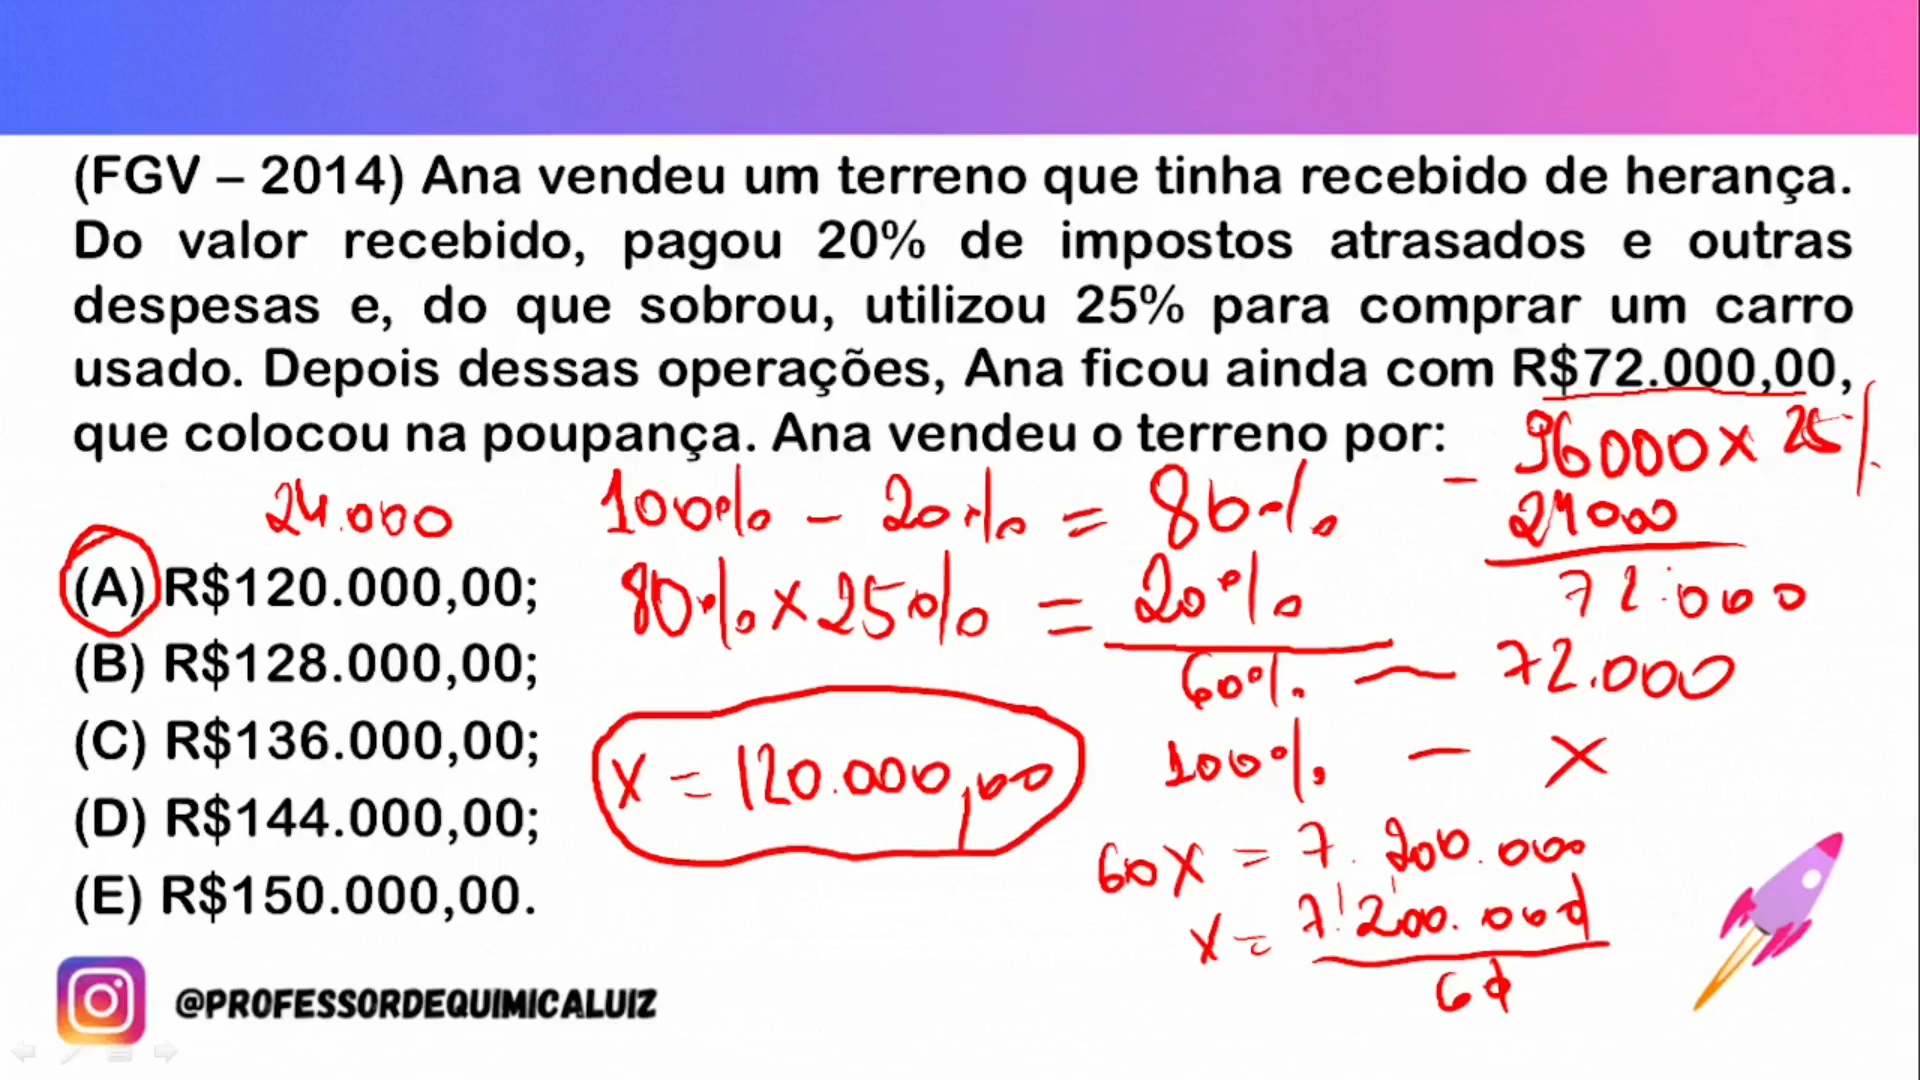 (FGV – 2014) Ana vendeu um terreno que tinha recebido de herança.
Do valor recebido, pagou 20% de impostos atrasados e outras
despesas e, do que sobrou, utilizou 25% para comprar um carro
usado. Depois dessas operações, Ana ficou ainda com R$72.000,00,
que colocou na poupança. Ana vendeu o terreno por:
- 96000 x 25%
24000
72.000
24.000
100% - 20% = 80%
80% x 25% = 20%
60% — 72.000
100% — X
60X = 7.200.000
X = 7.200.000
60
X = 120.000,00
(A) R$120.000,00;
(B) R$128.000,00;
(C) R$136.000,00;
(D) R$144.000,00;
(E) R$150.000,00.
@PROFESSORDEQUIMICALUIZ